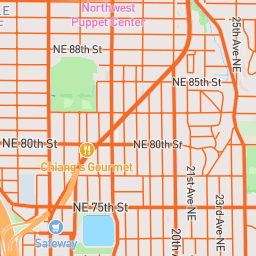 Northwest
Puppet Center
25th Ave NE
NE 88th St
NE 85th St
NE 80th St
NE 80th St
Chiang's Gourmet
21st Ave NE
23rd Ave NE
NE 75th St
20th
Safeway